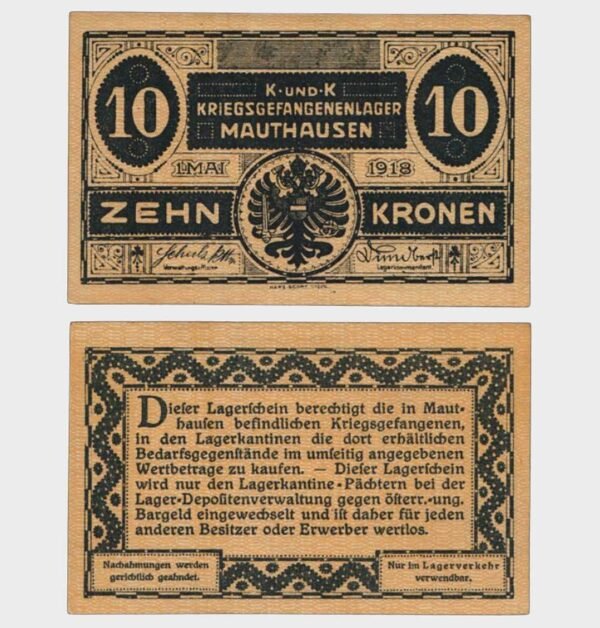 10
10
K·UND·K
KRIEGSGEFANGENENLAGER
MAUTHAUSEN
1.MAI
1918
ZEHN
KRONEN
Verwaltungsoffizier
Lagerkommandant
Dieſer Lagerſchein berechtigt die in Maut-
hauſen befindlichen Kriegsgefangenen,
in den Lagerkantinen die dort erhältlichen
Bedarfsgegenſtände im umſeitig angegebenen
Wertbetrage zu kaufen. — Dieſer Lagerſchein
wird nur den Lagerkantine-Pächtern bei der
Lager-Depoſitenverwaltung gegen öſterr.-ung.
Bargeld eingewechſelt und iſt daher für jeden
anderen Beſitzer oder Erwerber wertlos.
Nachahmungen werden
gerichtlich geahndet.
Nur im Lagerverkehr
verwendbar.